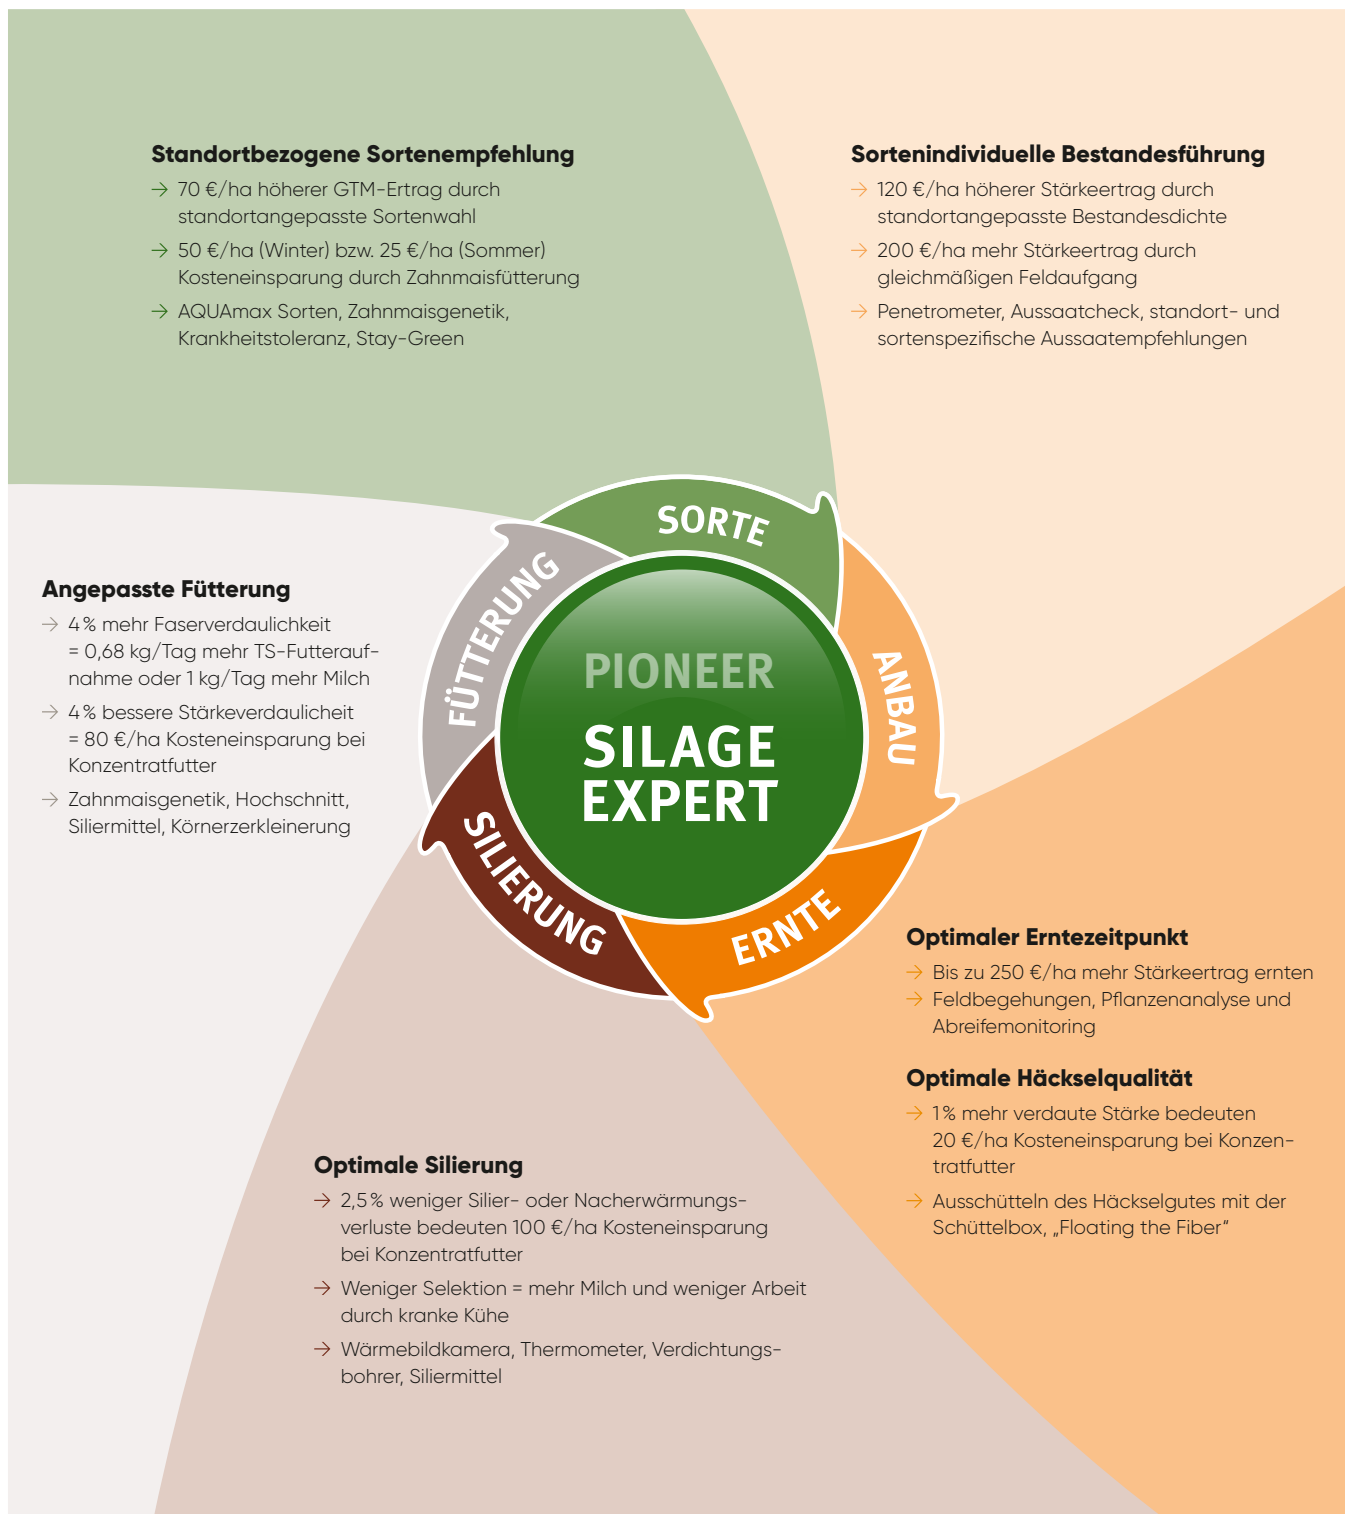 Standortbezogene Sortenempfehlung
→ 70 €/ha höherer GTM-Ertrag durch
standortangepasste Sortenwahl
→ 50 €/ha (Winter) bzw. 25 €/ha (Sommer)
Kosteneinsparung durch Zahnmaisfütterung
→ AQUAmax Sorten, Zahnmaisgenetik,
Krankheitstoleranz, Stay-Green
Sortenindividuelle Bestandesführung
→ 120 €/ha höherer Stärkeertrag durch
standortangepasste Bestandesdichte
→ 200 €/ha mehr Stärkeertrag durch
gleichmäßigen Feldaufgang
→ Penetrometer, Aussaatcheck, standort- und
sortenspezifische Aussaatempfehlungen
SORTE
ANBAU
ERNTE
SILIERUNG
FÜTTERUNG
PIONEER
SILAGE
EXPERT
Angepasste Fütterung
→ 4 % mehr Faserverdaulichkeit
= 0,68 kg/Tag mehr TS-Futterauf-
nahme oder 1 kg/Tag mehr Milch
→ 4 % bessere Stärkeverdaulicheit
= 80 €/ha Kosteneinsparung bei
Konzentratfutter
→ Zahnmaisgenetik, Hochschnitt,
Siliermittel, Körnerzerkleinerung
Optimaler Erntezeitpunkt
→ Bis zu 250 €/ha mehr Stärkeertrag ernten
→ Feldbegehungen, Pflanzenanalyse und
Abreifemonitoring
Optimale Häckselqualität
→ 1 % mehr verdaute Stärke bedeuten
20 €/ha Kosteneinsparung bei Konzen-
tratfutter
→ Ausschütteln des Häckselgutes mit der
Schüttelbox, „Floating the Fiber“
Optimale Silierung
→ 2,5 % weniger Silier- oder Nacherwärmungs-
verluste bedeuten 100 €/ha Kosteneinsparung
bei Konzentratfutter
→ Weniger Selektion = mehr Milch und weniger Arbeit
durch kranke Kühe
→ Wärmebildkamera, Thermometer, Verdichtungs-
bohrer, Siliermittel